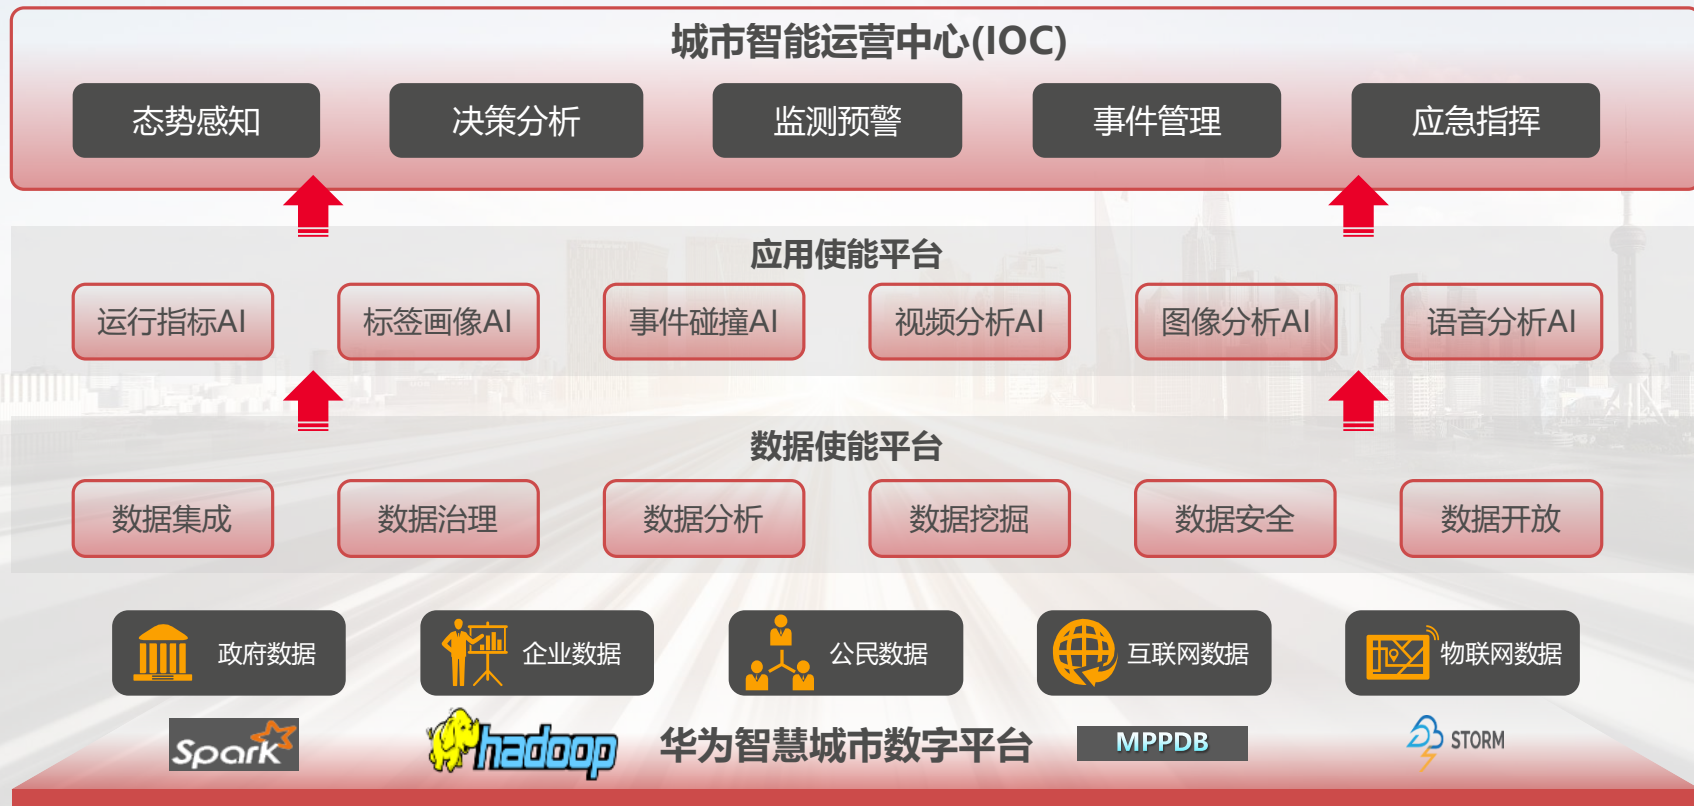 城市智能运营中心(IOC)
态势感知 决策分析 监测预警 事件管理 应急指挥
应用使能平台
运行指标AI 标签画像AI 事件碰撞AI 视频分析AI 图像分析AI 语音分析AI
数据使能平台
数据集成 数据治理 数据分析 数据挖掘 数据安全 数据开放
政府数据 企业数据 公民数据 互联网数据 物联网数据
Spark hadoop 华为智慧城市数字平台 MPPDB STORM